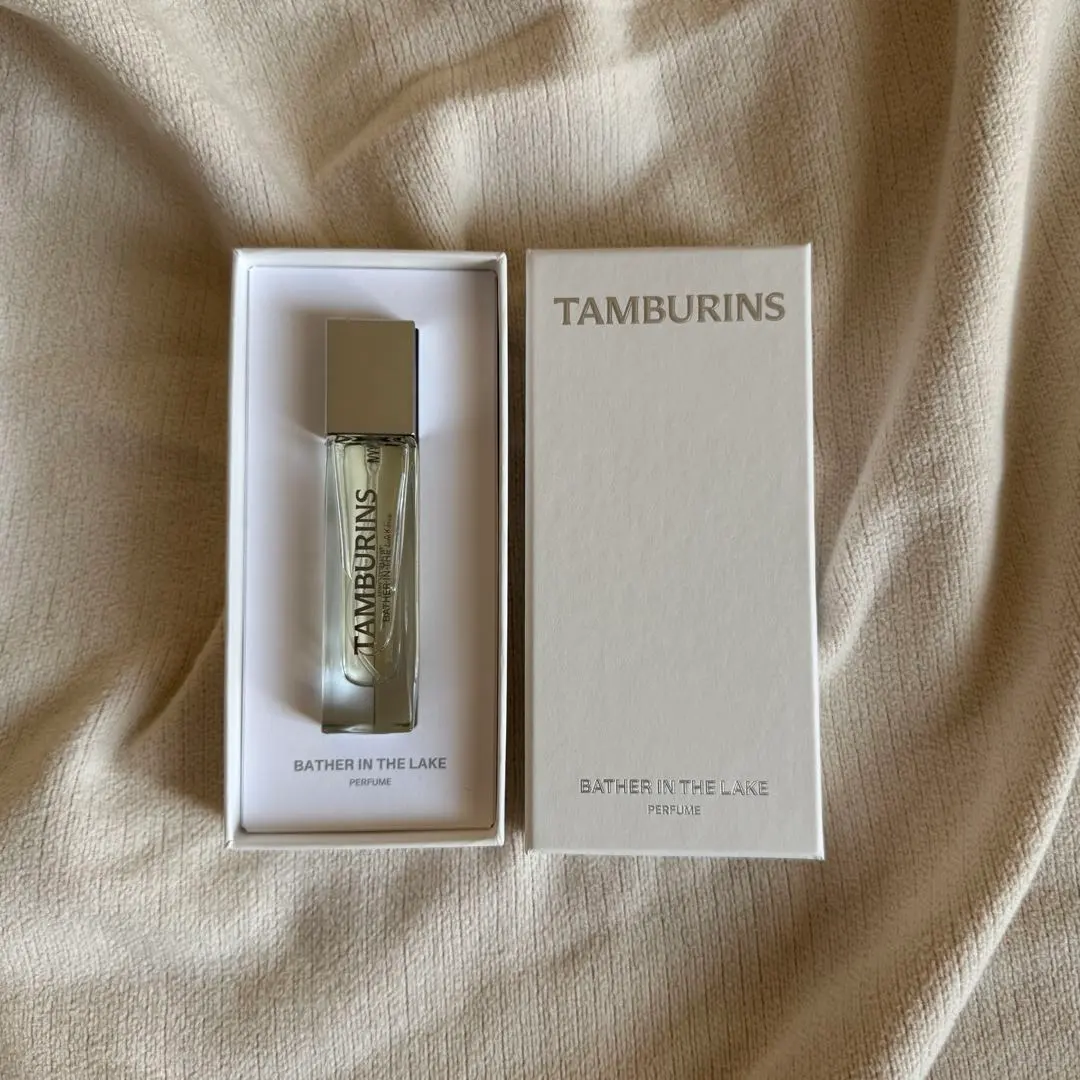 TAMBURINS
BATHER IN THE LAKE
BATHER IN THE LAKE
PERFUME
TAMBURINS
BATHER IN THE LAKE
PERFUME